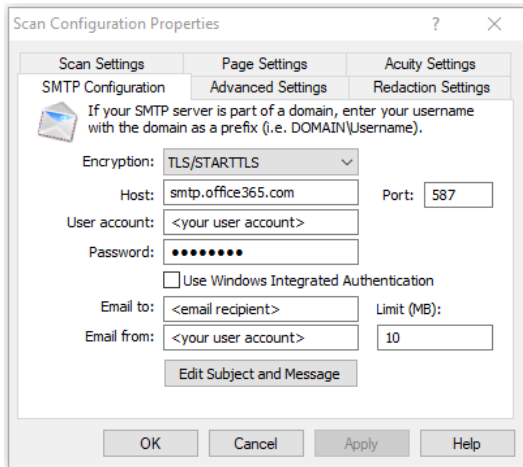 Scan Configuration Properties ?
Scan Settings Page Settings Acuity Settings
SMTP Configuration Advanced Settings Redaction Settings
If your SMTP server is part of a domain, enter your username
with the domain as a prefix (i.e. DOMAIN\Username).
Encryption: TLS/STARTTLS
Host: smtp.office365.com Port: 587
User account: <your user account>
Password: ●●●●●●●●
Use Windows Integrated Authentication
Email to: <email recipient> Limit (MB):
Email from: <your user account> 10
Edit Subject and Message
OK Cancel Apply Help